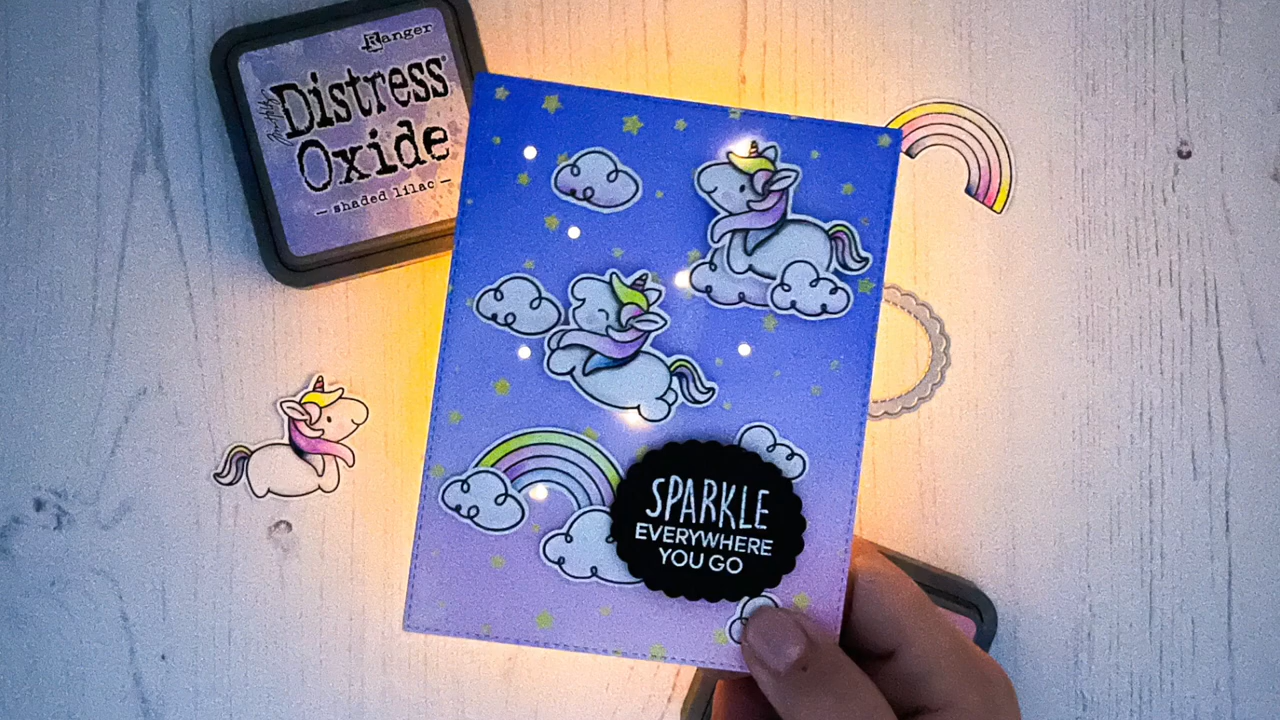 Ranger
Distress
Oxide
— shaded lilac —
SPARKLE
EVERYWHERE
YOU GO